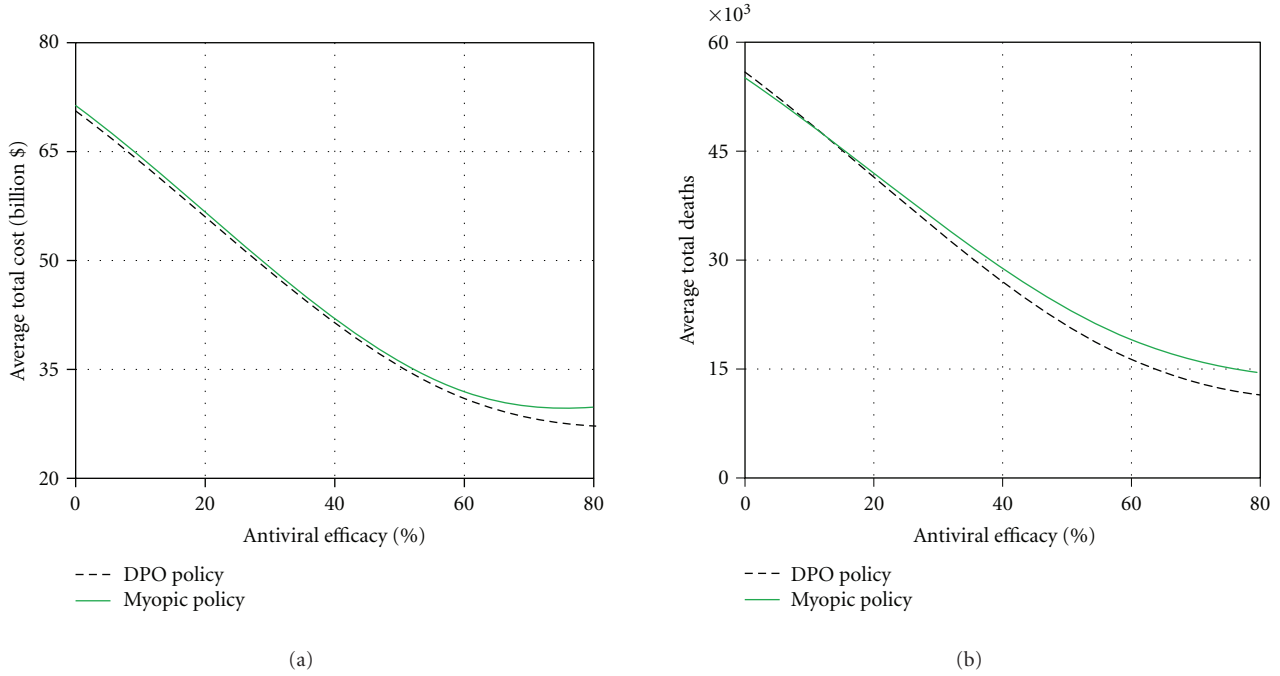 80
65
50
35
20
Average total cost (billion $)
0 20 40 60 80
Antiviral efficacy (%)
DPO policy
Myopic policy
(a)
×10³
60
45
30
15
0
Average total deaths
0 20 40 60 80
Antiviral efficacy (%)
DPO policy
Myopic policy
(b)